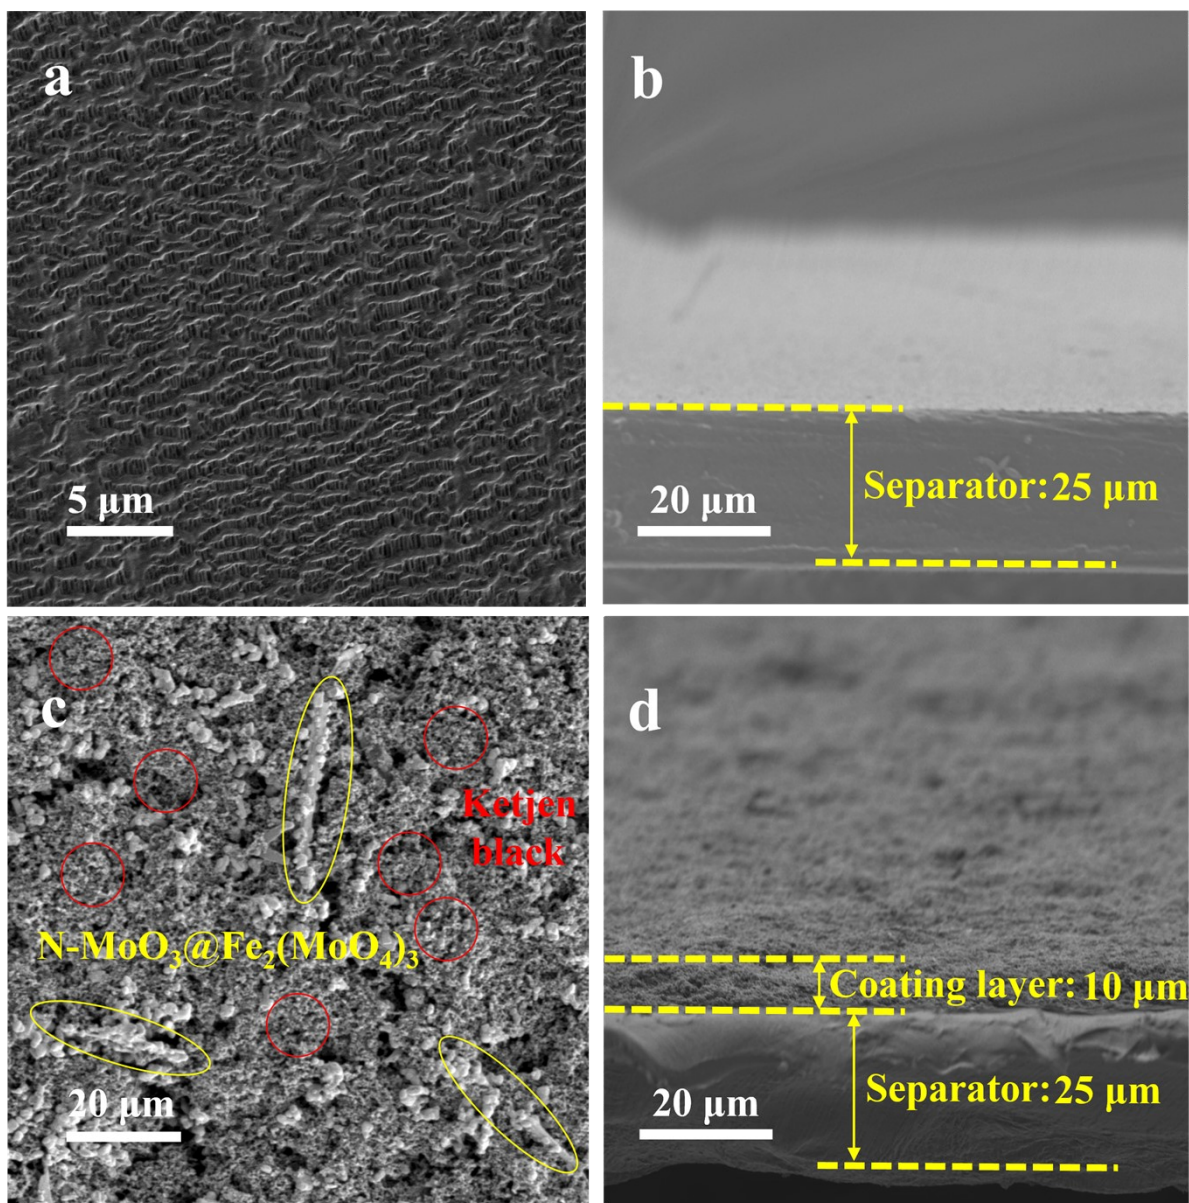 a
5 μm
b
Separator: 25 μm
20 μm
c
Ketjen
black
N-MoO₃@Fe₂(MoO₄)₃
20 μm
d
Coating layer: 10 μm
Separator: 25 μm
20 μm